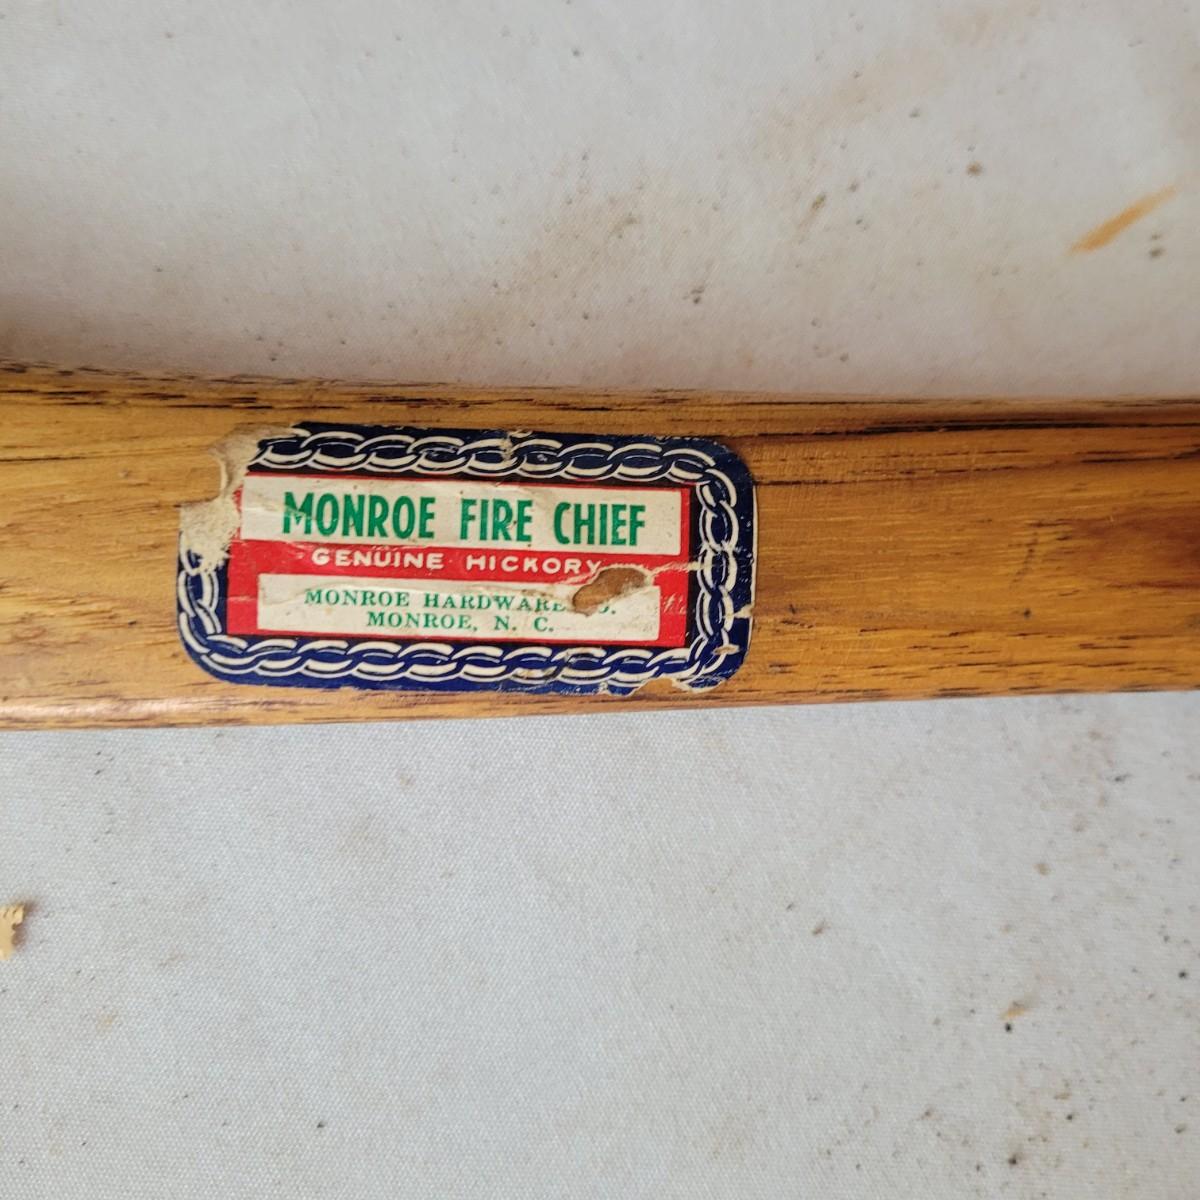 MONROE FIRE CHIEF
GENUINE HICKORY
MONROE HARDWARE
MONROE, N. C.